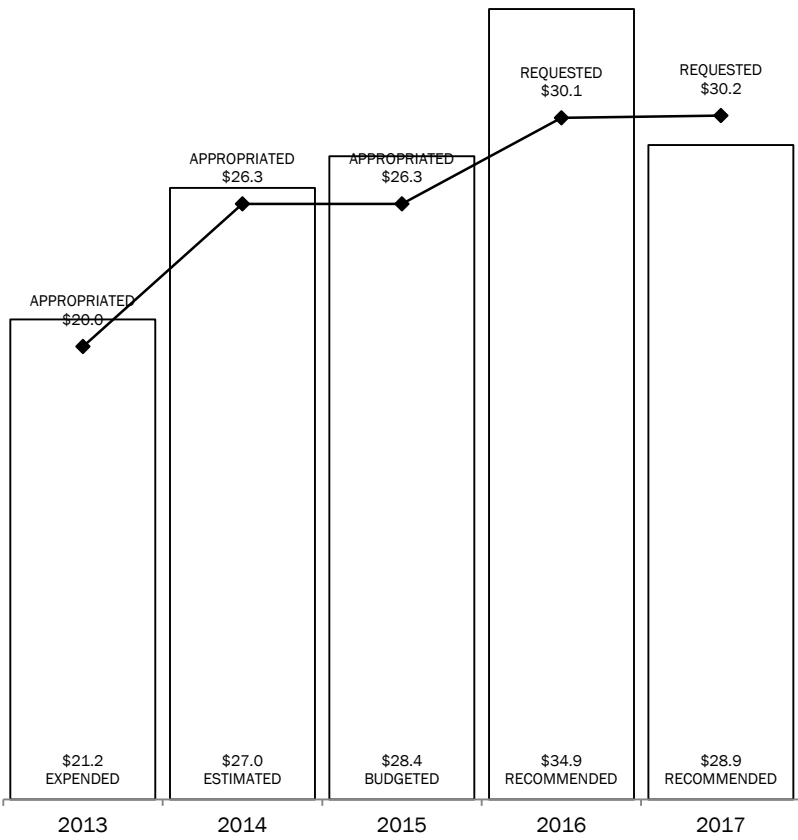 REQUESTED
$30.1
REQUESTED
$30.2
APPROPRIATED
$26.3
APPROPRIATED
$26.3
APPROPRIATED
$20.0
$21.2
EXPENDED
$27.0
ESTIMATED
$28.4
BUDGETED
$34.9
RECOMMENDED
$28.9
RECOMMENDED
2013
2014
2015
2016
2017